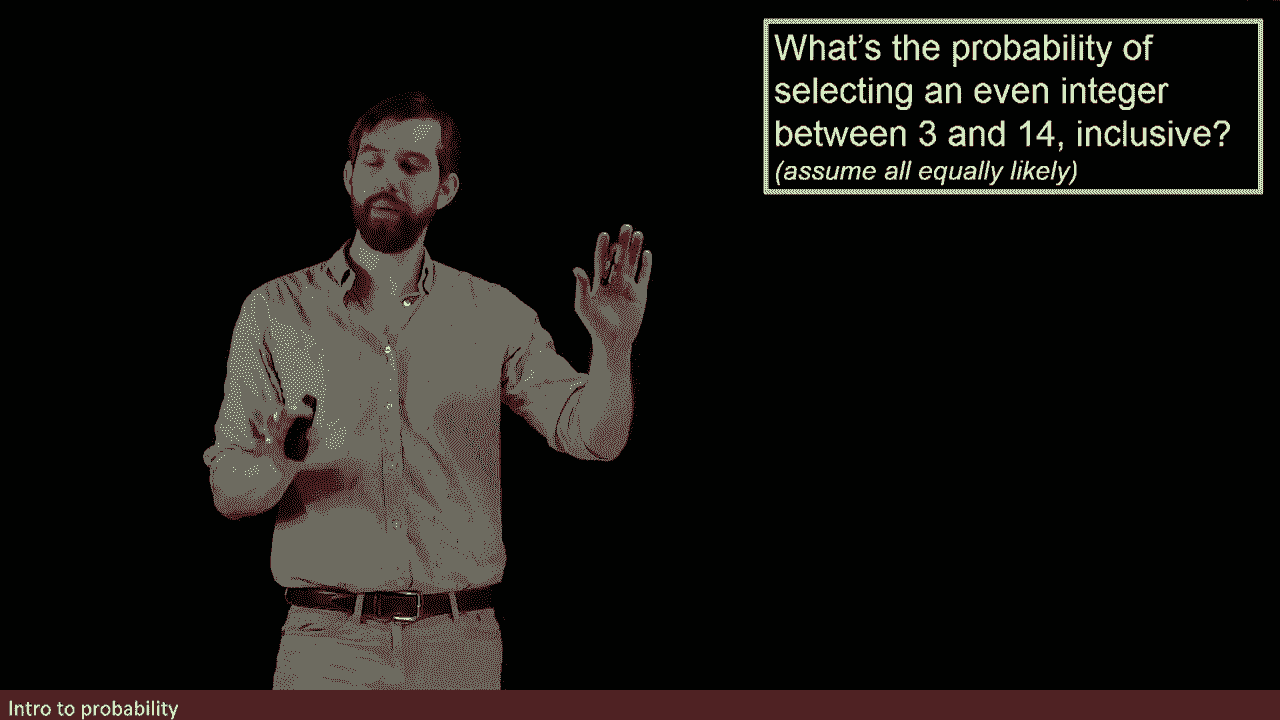 What's the probability of
selecting an even integer
between 3 and 14, inclusive?
(assume all equally likely)
Intro to probability